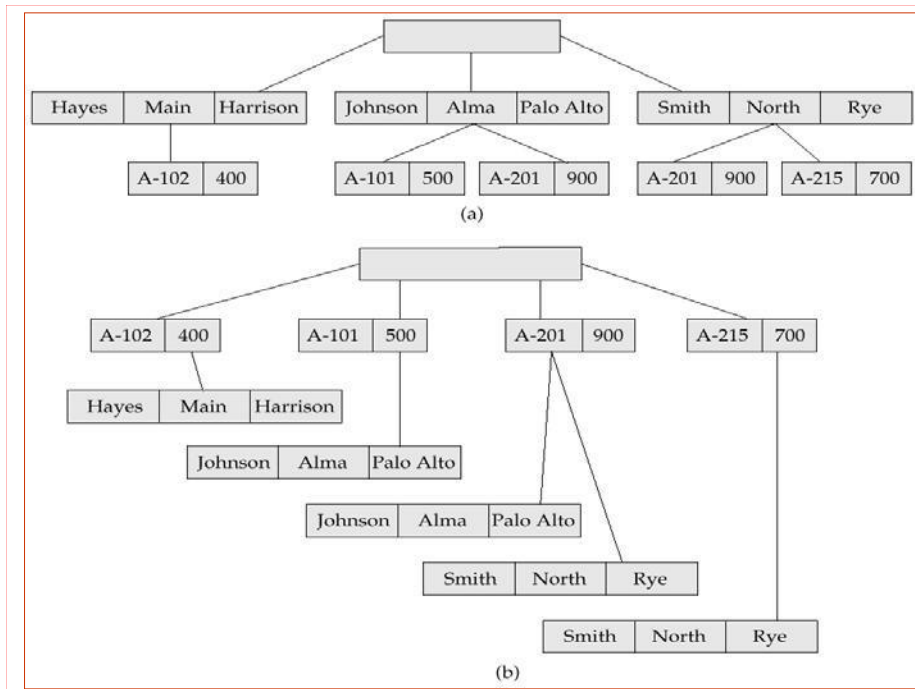 Hayes Main Harrison Johnson Alma Palo Alto Smith North Rye
A-102 400 A-101 500 A-201 900 A-201 900 A-215 700
(a)
A-102 400 A-101 500 A-201 900 A-215 700
Hayes Main Harrison
Johnson Alma Palo Alto
Johnson Alma Palo Alto
Smith North Rye
Smith North Rye
(b)